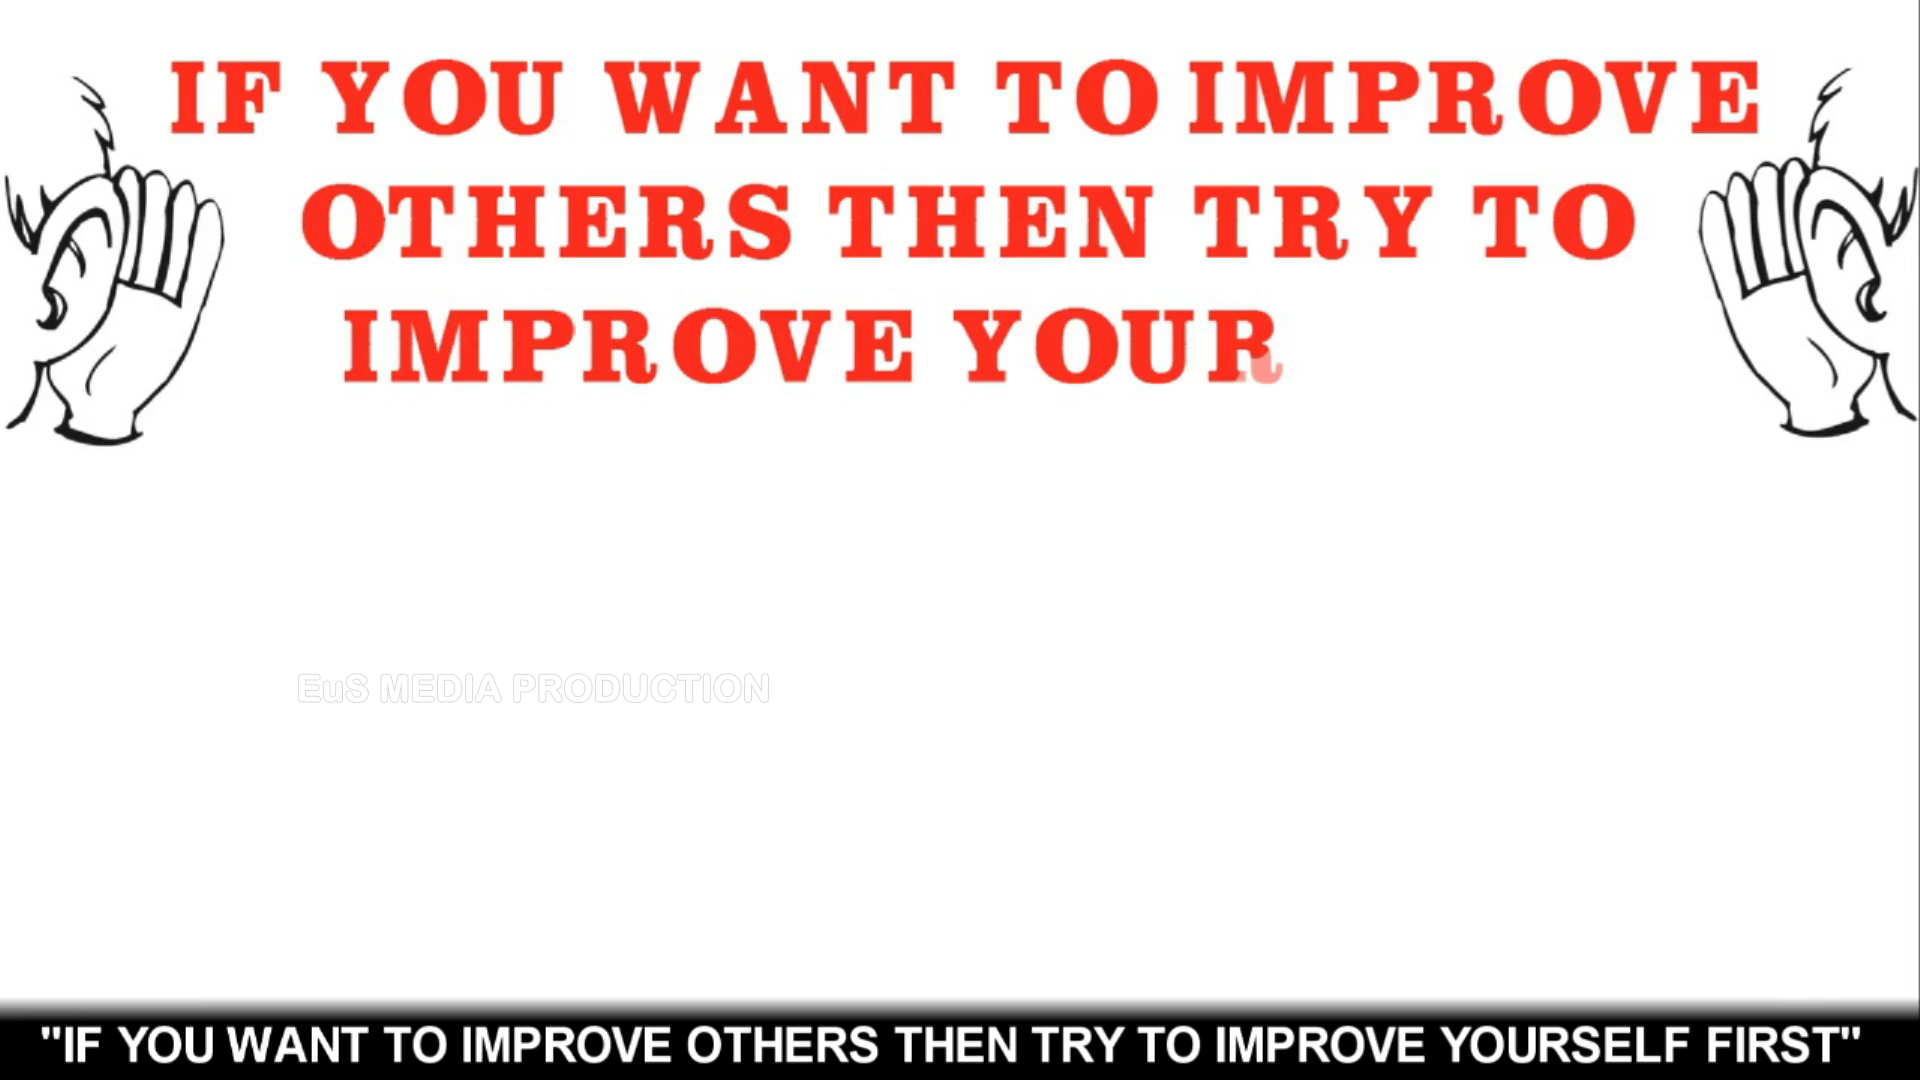 IF YOU WANT TO IMPROVE
OTHERS THEN TRY TO
IMPROVE YOUR
EuS MEDIA PRODUCTION
"IF YOU WANT TO IMPROVE OTHERS THEN TRY TO IMPROVE YOURSELF FIRST"